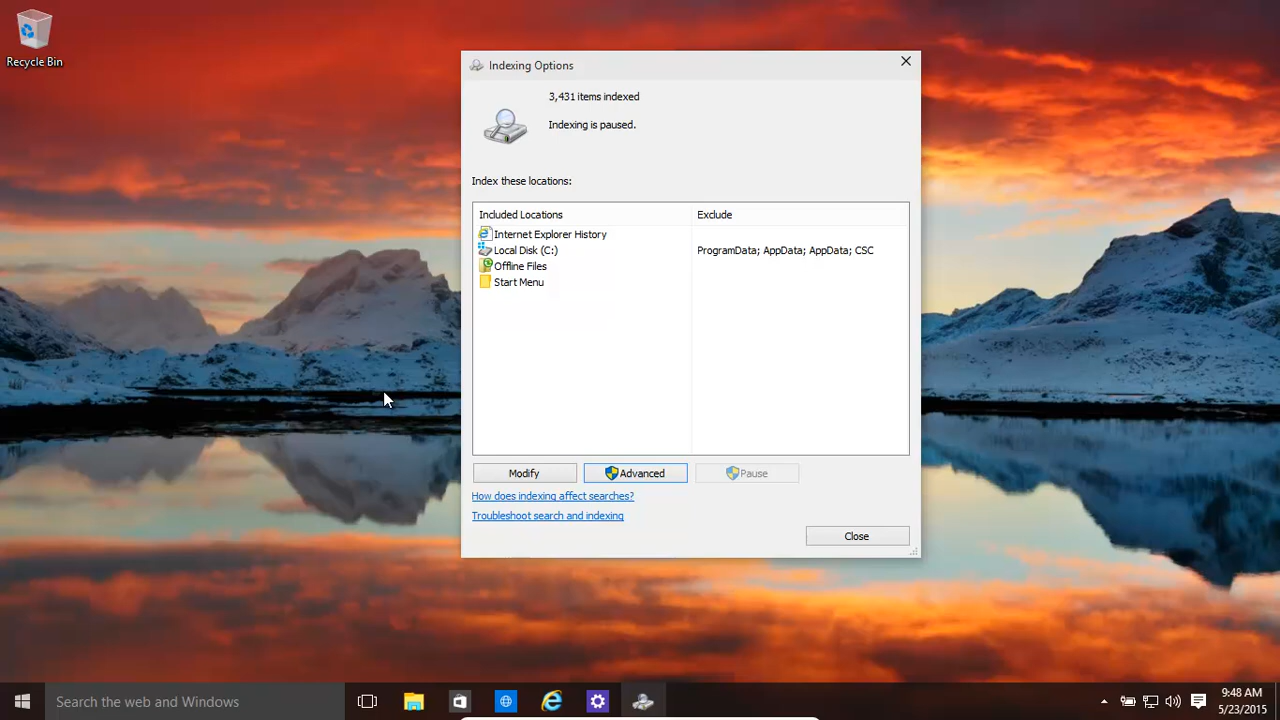 Recycle Bin
Indexing Options
3,431 items indexed
Indexing is paused.
Index these locations:
Included Locations Exclude
Internet Explorer History
Local Disk (C:) ProgramData; AppData; AppData; CSC
Offline Files
Start Menu
Modify Advanced Pause
How does indexing affect searches?
Troubleshoot search and indexing
Close
Search the web and Windows
9:48 AM
5/23/2015